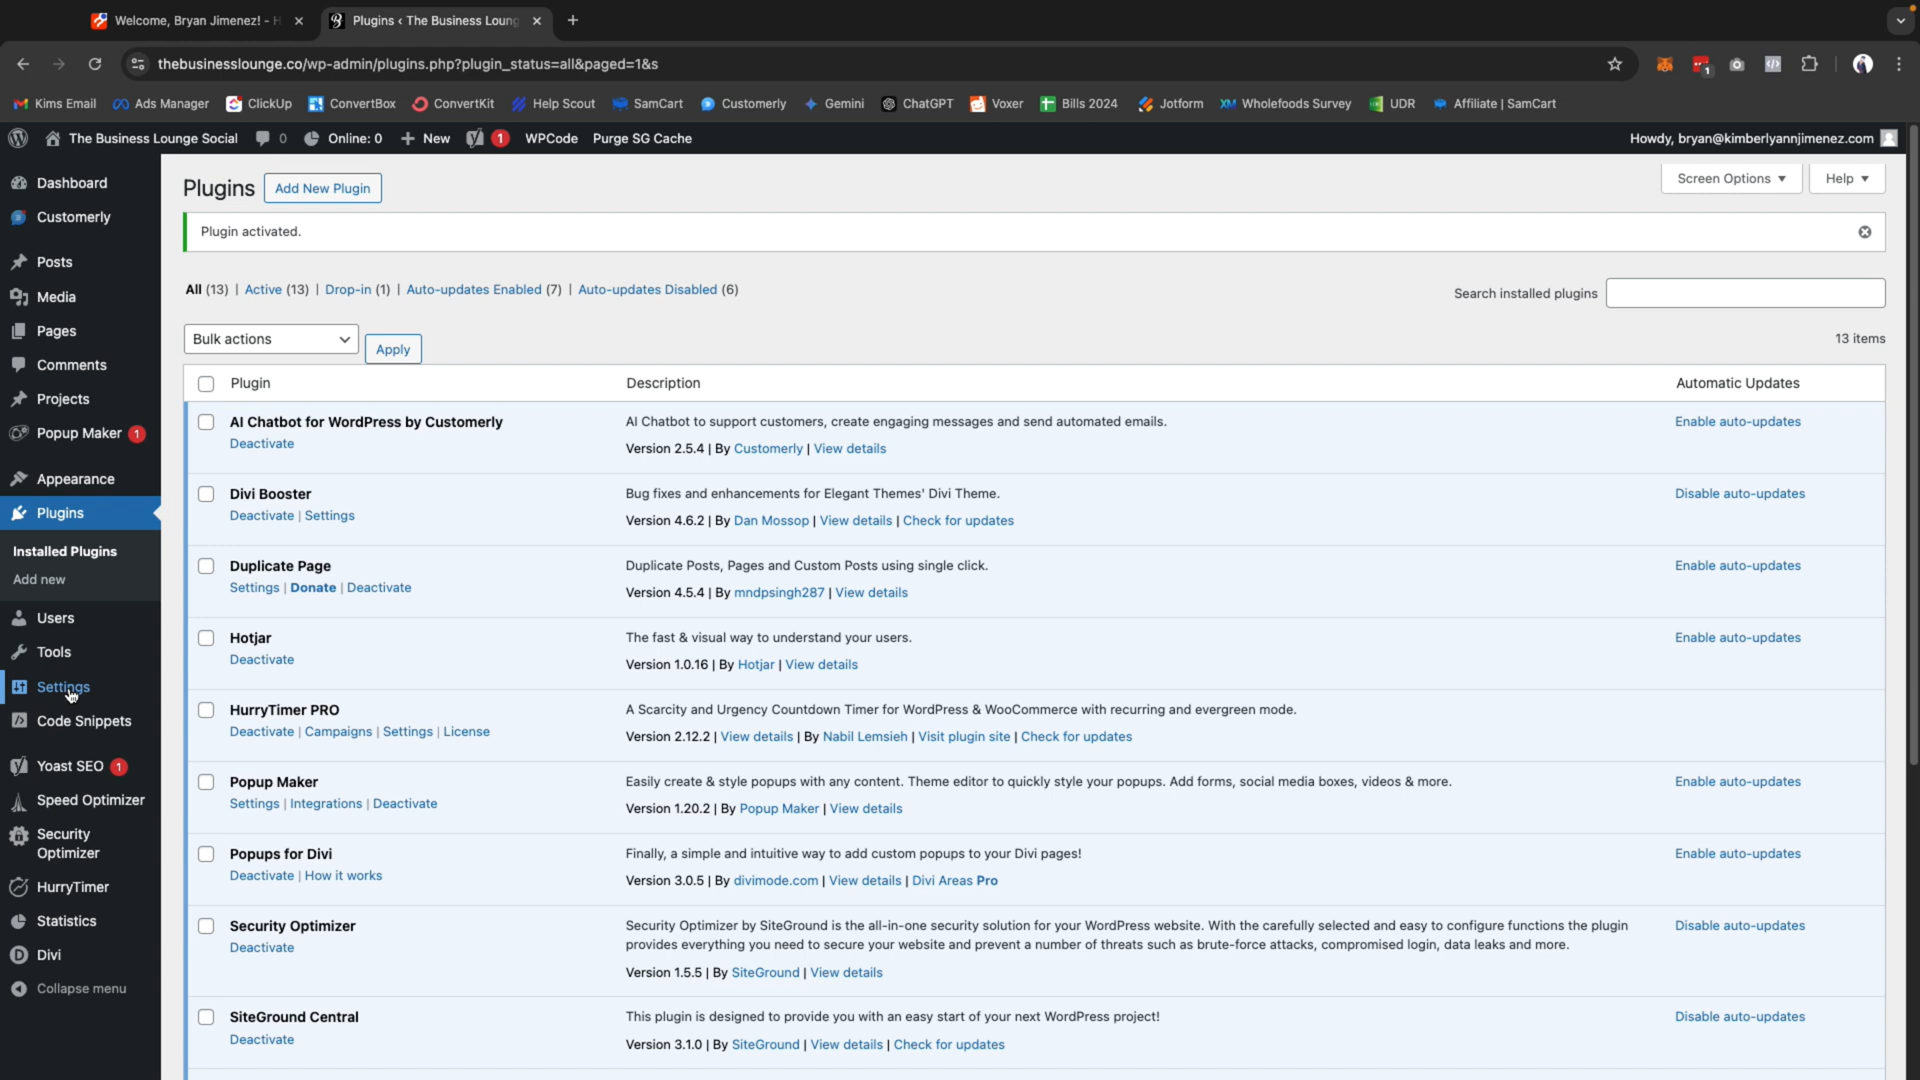 Welcome, Bryan Jimenez! - H
Plugins ‹ The Business Loung
thebusinesslounge.co/wp-admin/plugins.php?plugin_status=all&paged=1&s
1
Kims Email
Ads Manager
ClickUp
ConvertBox
ConvertKit
Help Scout
SamCart
Customerly
Gemini
ChatGPT
Voxer
Bills 2024
Jotform
Wholefoods Survey
UDR
Affiliate | SamCart
The Business Lounge Social
0
Online: 0
New
1
WPCode
Purge SG Cache
Howdy, bryan@kimberlyannjimenez.com
Dashboard
Customerly
Posts
Media
Pages
Comments
Projects
Popup Maker 1
Appearance
Plugins
Installed Plugins
Add new
Users
Tools
Settings
Code Snippets
Yoast SEO 1
Speed Optimizer
Security
Optimizer
HurryTimer
Statistics
Divi
Collapse menu
Plugins
Add New Plugin
Screen Options
Help
Plugin activated.
All (13) | Active (13) | Drop-in (1) | Auto-updates Enabled (7) | Auto-updates Disabled (6)
Search installed plugins
Bulk actions
Apply
13 items
Plugin
Description
Automatic Updates
AI Chatbot for WordPress by Customerly
Deactivate
AI Chatbot to support customers, create engaging messages and send automated emails.
Version 2.5.4 | By Customerly | View details
Enable auto-updates
Divi Booster
Deactivate | Settings
Bug fixes and enhancements for Elegant Themes' Divi Theme.
Version 4.6.2 | By Dan Mossop | View details | Check for updates
Disable auto-updates
Duplicate Page
Settings | Donate | Deactivate
Duplicate Posts, Pages and Custom Posts using single click.
Version 4.5.4 | By mndpsingh287 | View details
Enable auto-updates
Hotjar
Deactivate
The fast & visual way to understand your users.
Version 1.0.16 | By Hotjar | View details
Enable auto-updates
HurryTimer PRO
Deactivate | Campaigns | Settings | License
A Scarcity and Urgency Countdown Timer for WordPress & WooCommerce with recurring and evergreen mode.
Version 2.12.2 | View details | By Nabil Lemsieh | Visit plugin site | Check for updates
Popup Maker
Settings | Integrations | Deactivate
Easily create & style popups with any content. Theme editor to quickly style your popups. Add forms, social media boxes, videos & more.
Version 1.20.2 | By Popup Maker | View details
Enable auto-updates
Popups for Divi
Deactivate | How it works
Finally, a simple and intuitive way to add custom popups to your Divi pages!
Version 3.0.5 | By divimode.com | View details | Divi Areas Pro
Enable auto-updates
Security Optimizer
Deactivate
Security Optimizer by SiteGround is the all-in-one security solution for your WordPress website. With the carefully selected and easy to configure functions the plugin
provides everything you need to secure your website and prevent a number of threats such as brute-force attacks, compromised login, data leaks and more.
Version 1.5.5 | By SiteGround | View details
Disable auto-updates
SiteGround Central
Deactivate
This plugin is designed to provide you with an easy start of your next WordPress project!
Version 3.1.0 | By SiteGround | View details | Check for updates
Disable auto-updates